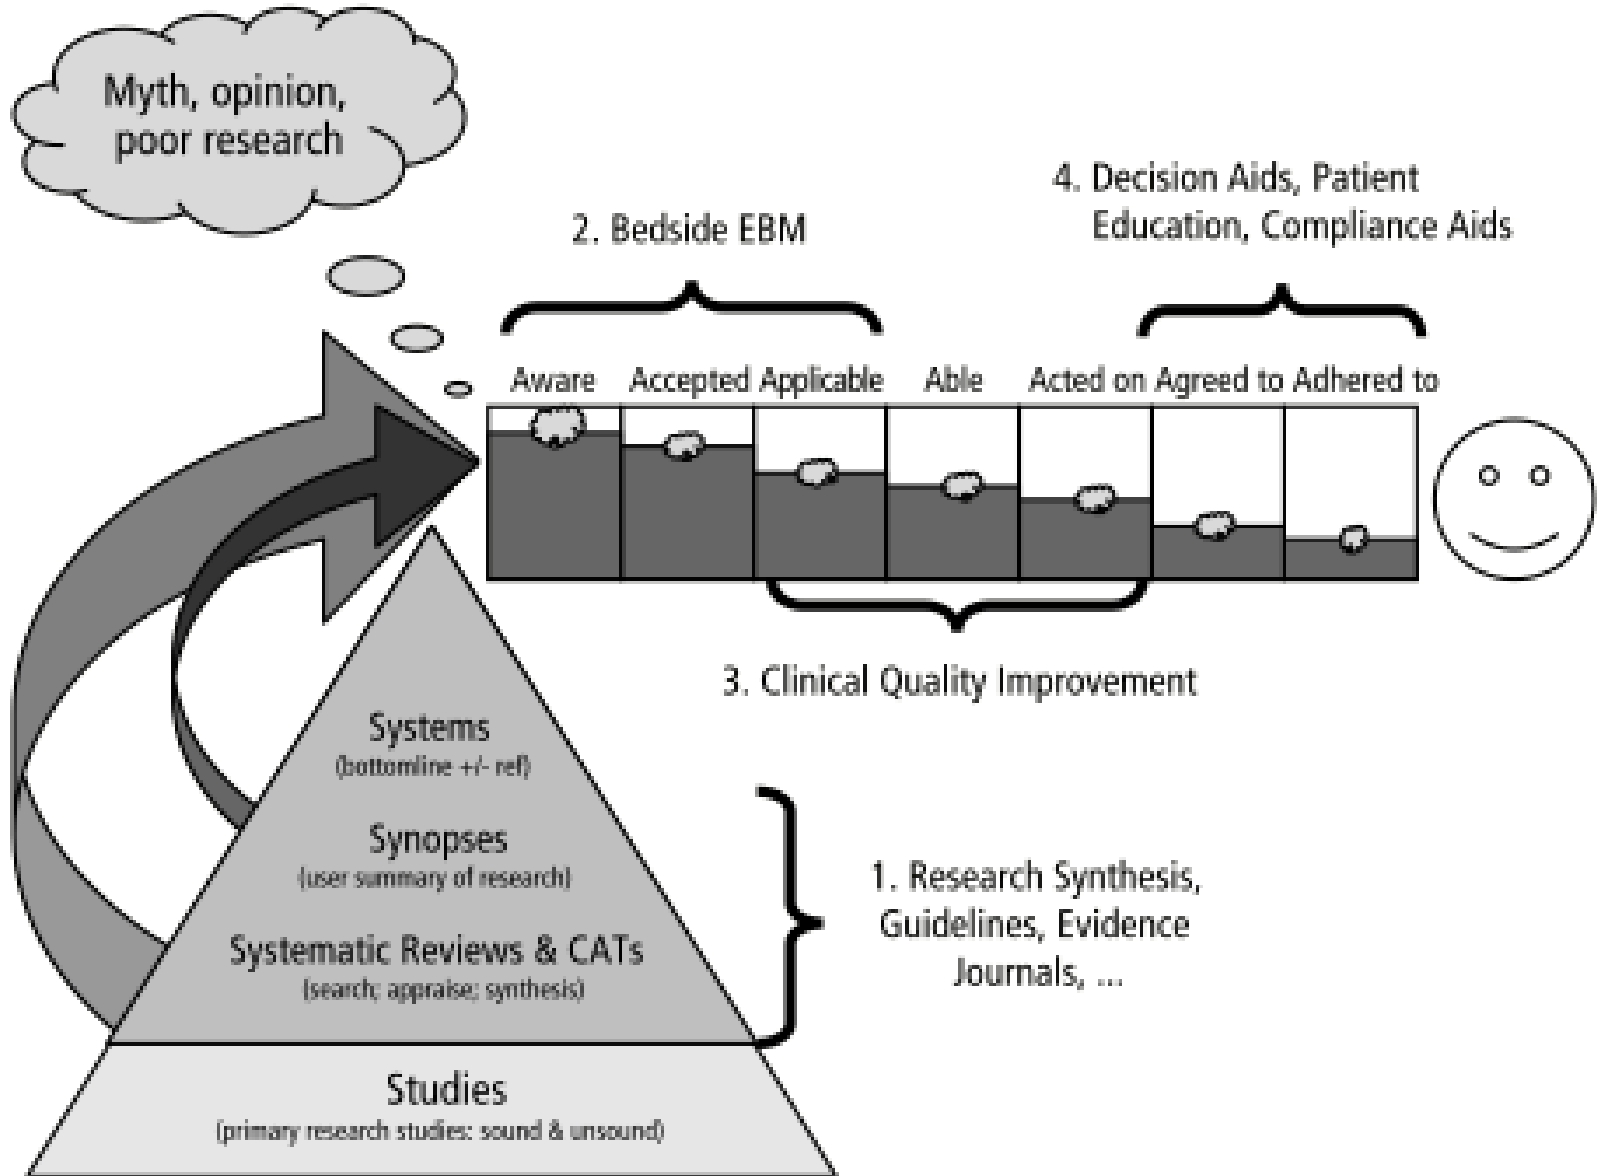 Myth, opinion,
poor research
2. Bedside EBM
4. Decision Aids, Patient
Education, Compliance Aids
Aware Accepted Applicable Able Acted on Agreed to Adhered to
3. Clinical Quality Improvement
Systems
(bottomline +/- ref)
Synopses
(user summary of research)
Systematic Reviews & CATs
(search; appraise; synthesis)
1. Research Synthesis,
Guidelines, Evidence
Journals, ...
Studies
(primary research studies: sound & unsound)